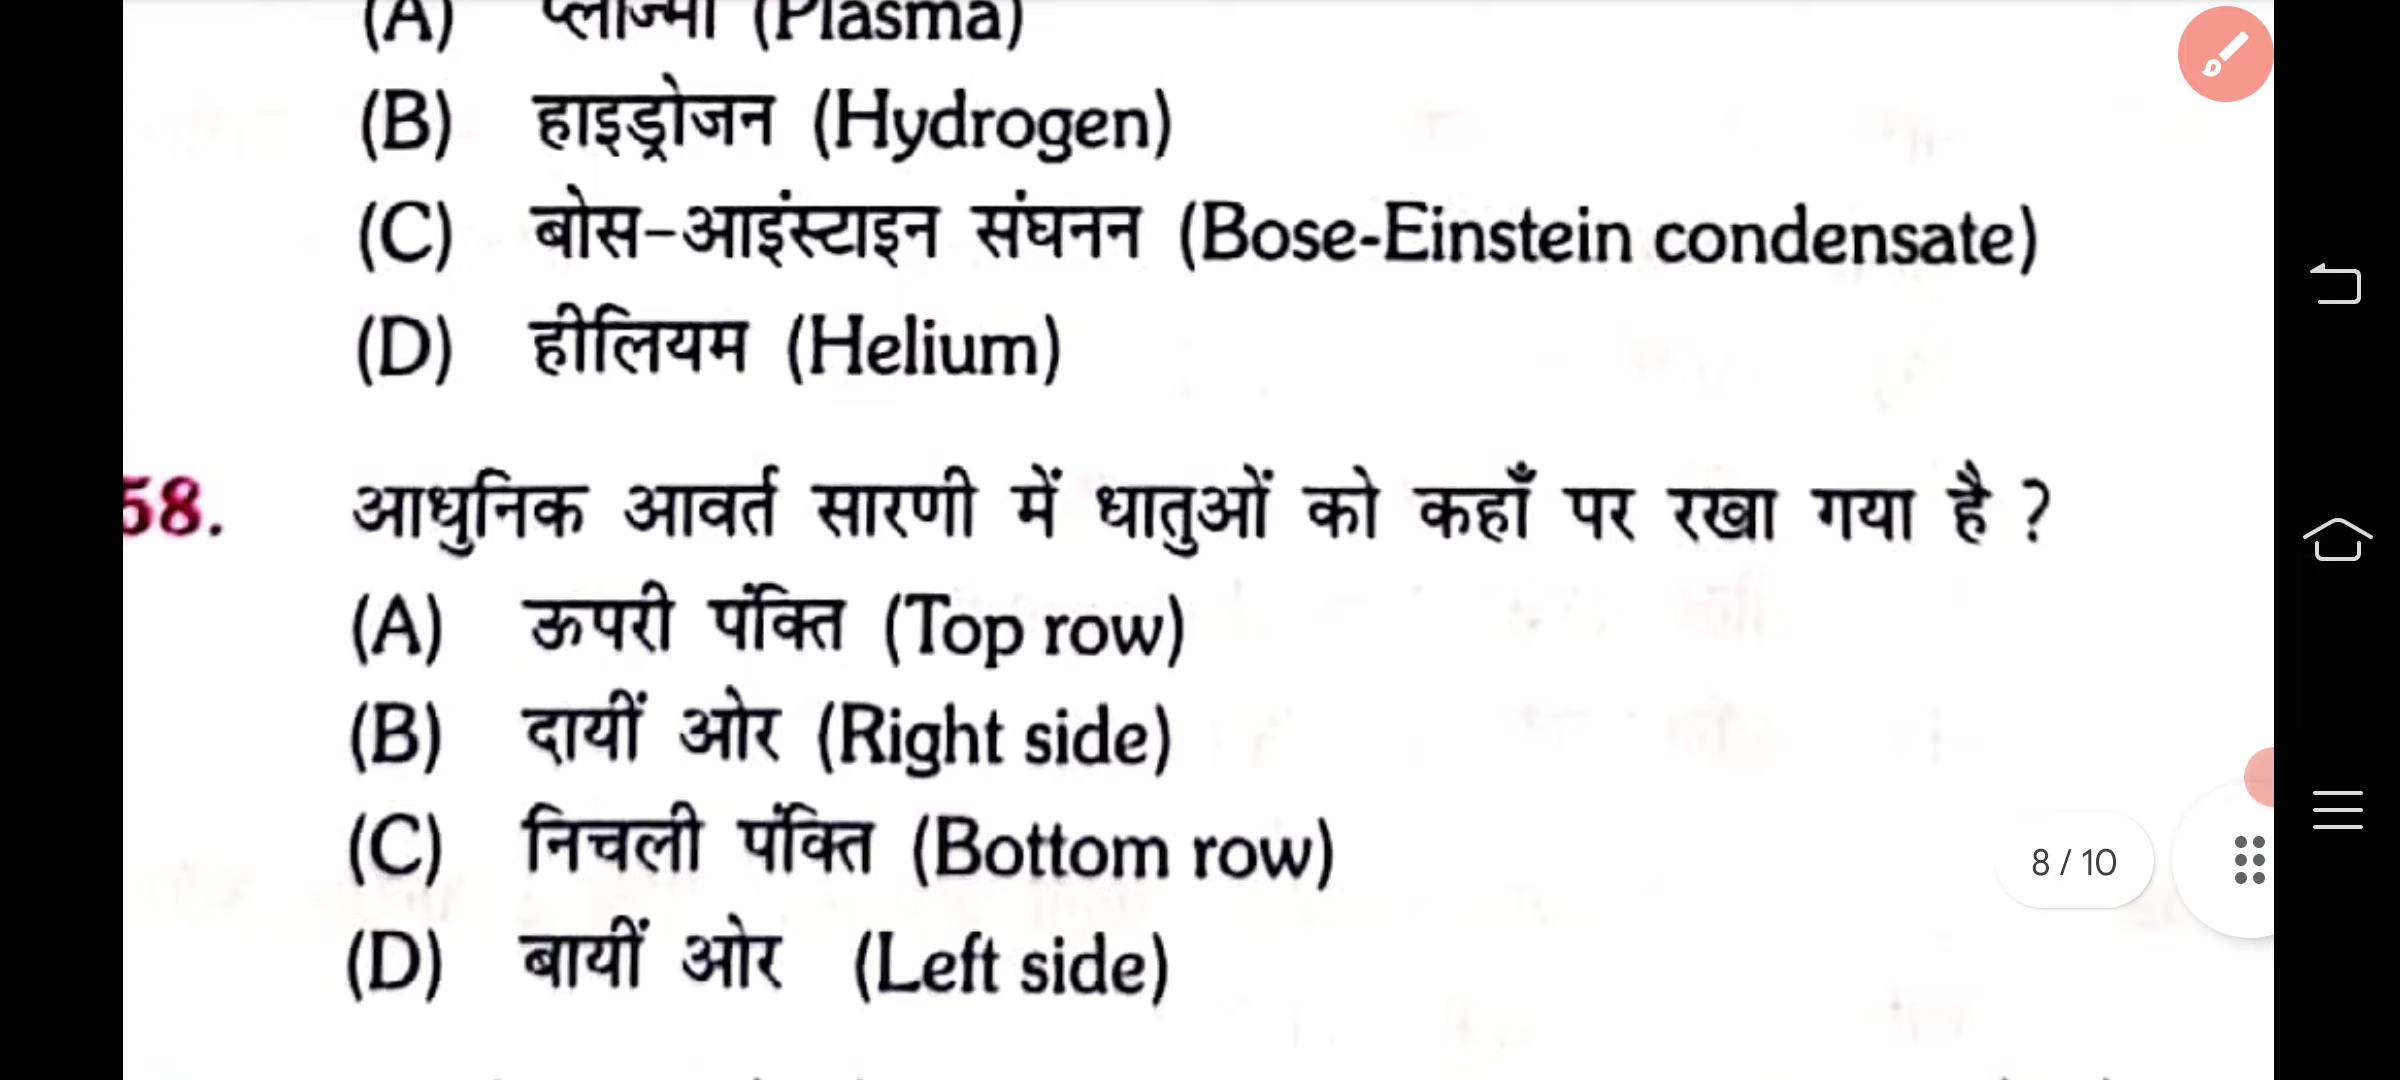 (A) प्लाज्मा (Plasma)
(B) हाइड्रोजन (Hydrogen)
(C) बोस-आइंस्टाइन संघनन (Bose-Einstein condensate)
(D) हीलियम (Helium)
58. आधुनिक आवर्त सारणी में धातुओं को कहाँ पर रखा गया है ?
(A) ऊपरी पंक्ति (Top row)
(B) दायीं ओर (Right side)
(C) निचली पंक्ति (Bottom row)
8 / 10
(D) बायीं ओर (Left side)